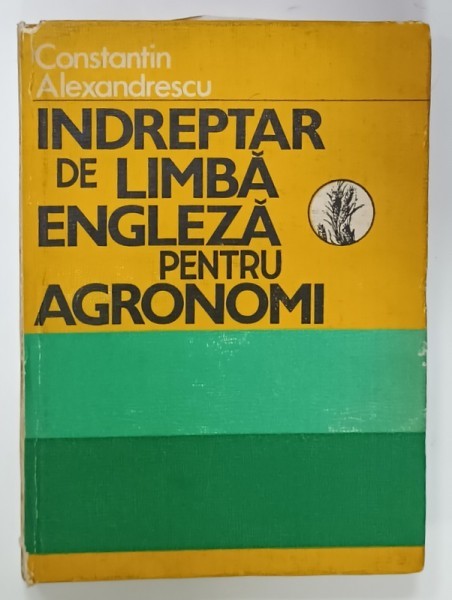 Constantin
Alexandrescu
INDREPTAR
DE LIMBĂ
ENGLEZĂ
PENTRU
AGRONOMI